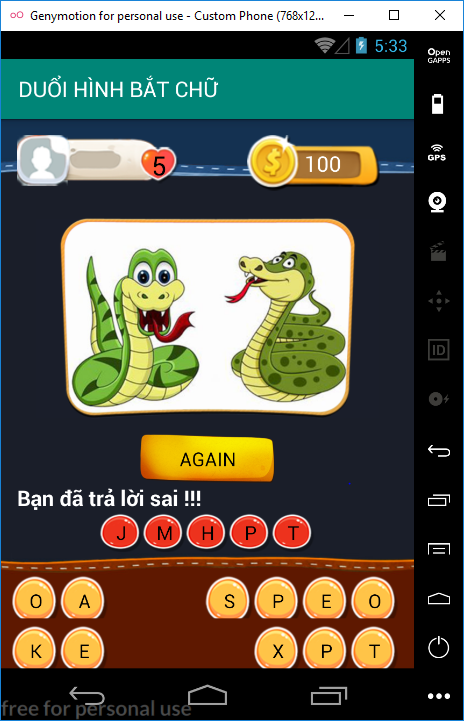 Genymotion for personal use - Custom Phone (768x12...
Open
GAPPS
5:33
DUỔI HÌNH BẮT CHỮ
GPS
5
100
ID
AGAIN
Bạn đã trả lời sai !!!
J M H P T
O A S P E O
K E X P T
free for personal use